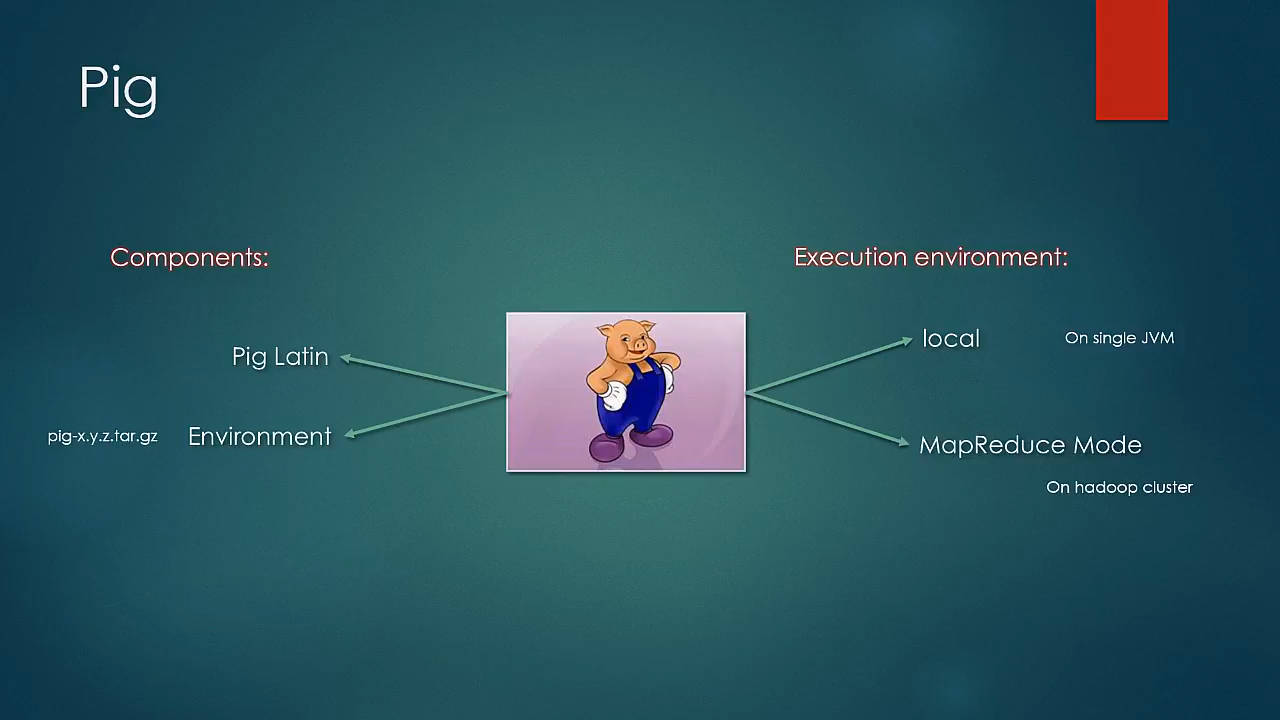 Pig
Components:
Pig Latin
pig-x.y.z.tar.gz Environment
Execution environment:
local On single JVM
MapReduce Mode
On hadoop cluster